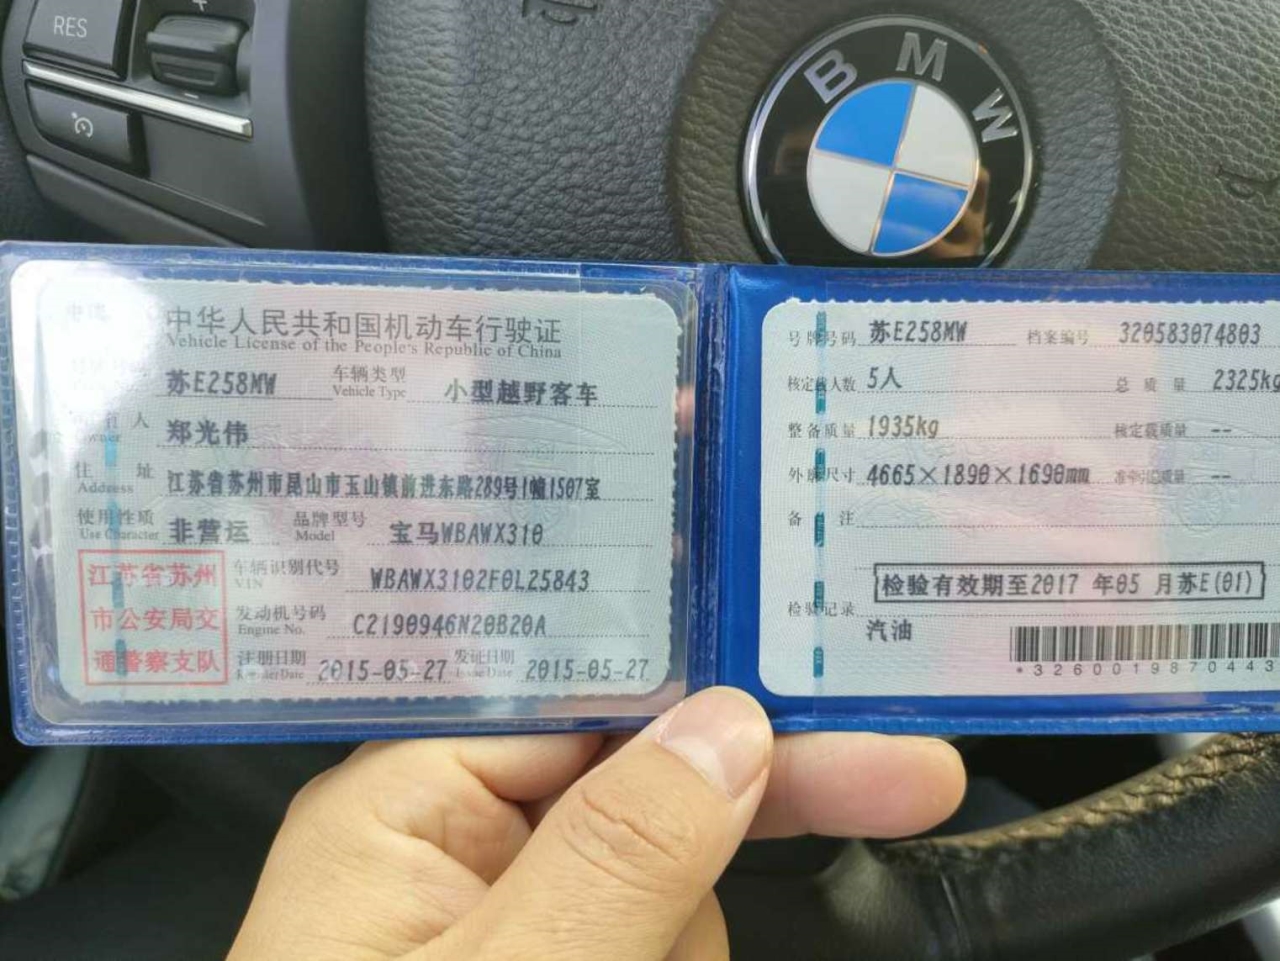 RES
BMW
中华人民共和国机动车行驶证
Vehicle License of the People's Republic of China
苏E258MW 车辆类型 Vehicle Type 小型越野客车
人 Owner 郑光伟
住址 Address 江苏省苏州市昆山市玉山镇前进东路289号1幢1507室
使用性质 Use Character 非营运 品牌型号 Model 宝马WBAWX310
车辆识别代号 VIN WBAWX3102F0L25843
发动机号码 Engine No. C2190946N20B20A
注册日期 Register Date 2015-05-27 发证日期 Issue Date 2015-05-27
江苏省苏州
市公安局交
通警察支队
号牌号码 苏E258MW 档案编号 320583074803
核定载人数 5人 总质量 2325kg
整备质量 1935kg 核定载质量 --
外廓尺寸 4665×1890×1690mm 准牵引总质量 --
备注
检验有效期至2017 年05 月苏E(01)
检验记录
汽油
*3260019870443